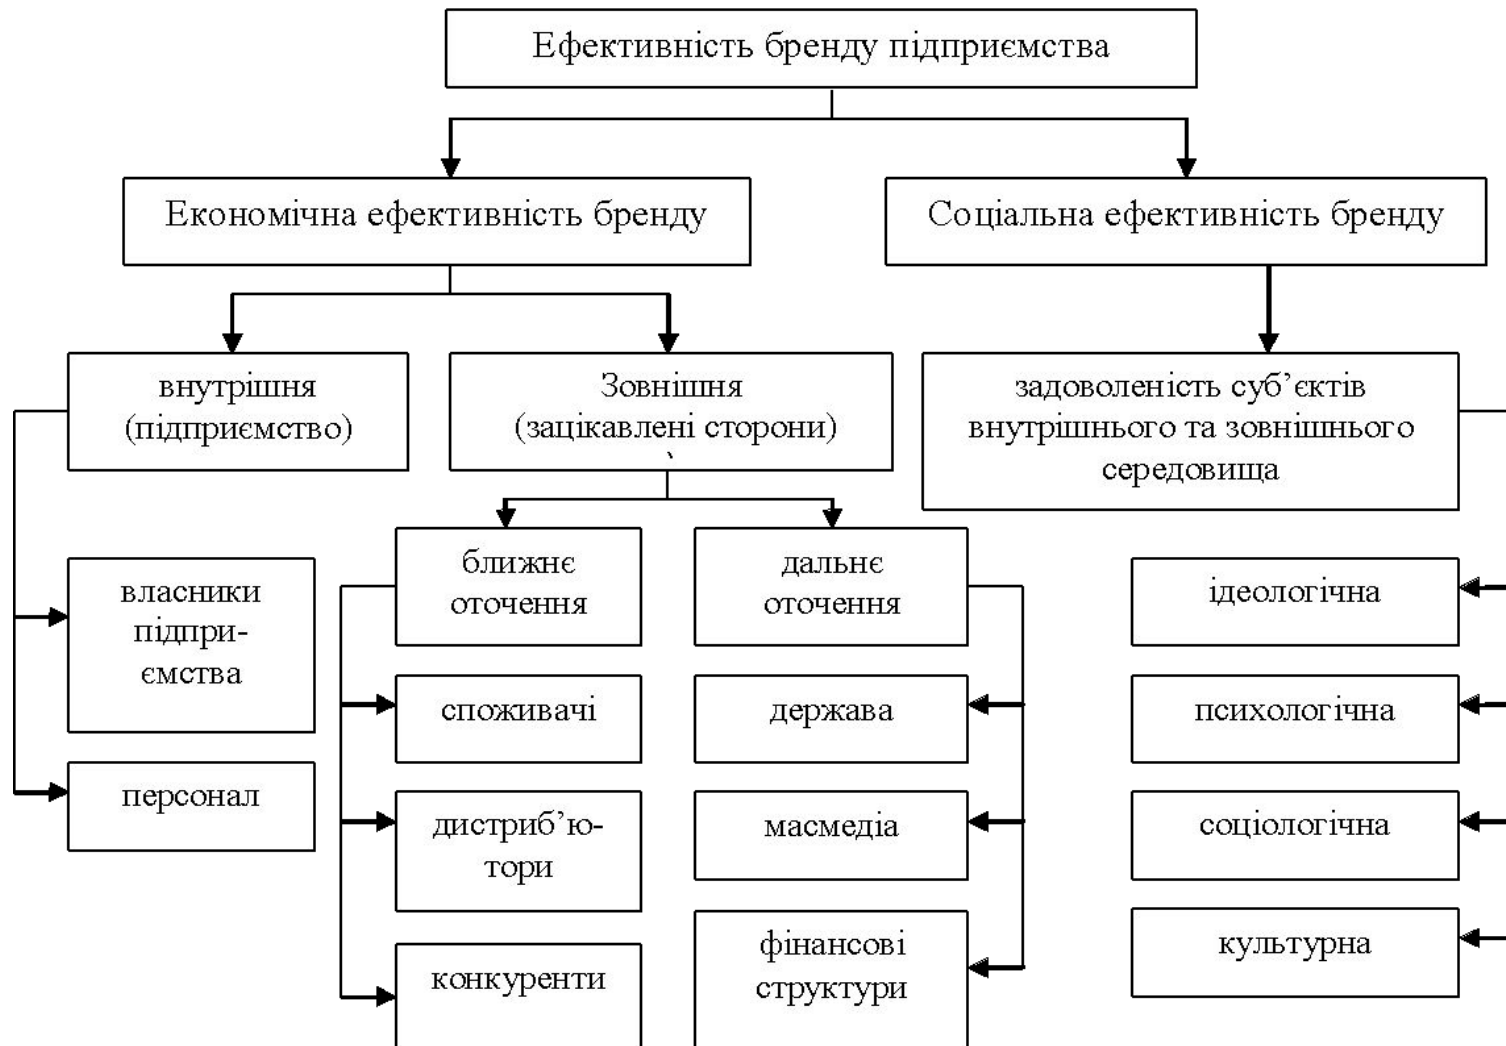 Ефективність бренду підприємства
Економічна ефективність бренду
Соціальна ефективність бренду
внутрішня
(підприємство)
Зовнішня
(зацікавлені сторони)
задоволеність суб’єктів
внутрішнього та зовнішнього
середовища
ближнє
оточення
дальнє
оточення
власники
підпри-
ємства
персонал
споживачі
дистриб’ю-
тори
конкуренти
держава
масмедіа
фінансові
структури
ідеологічна
психологічна
соціологічна
культурна